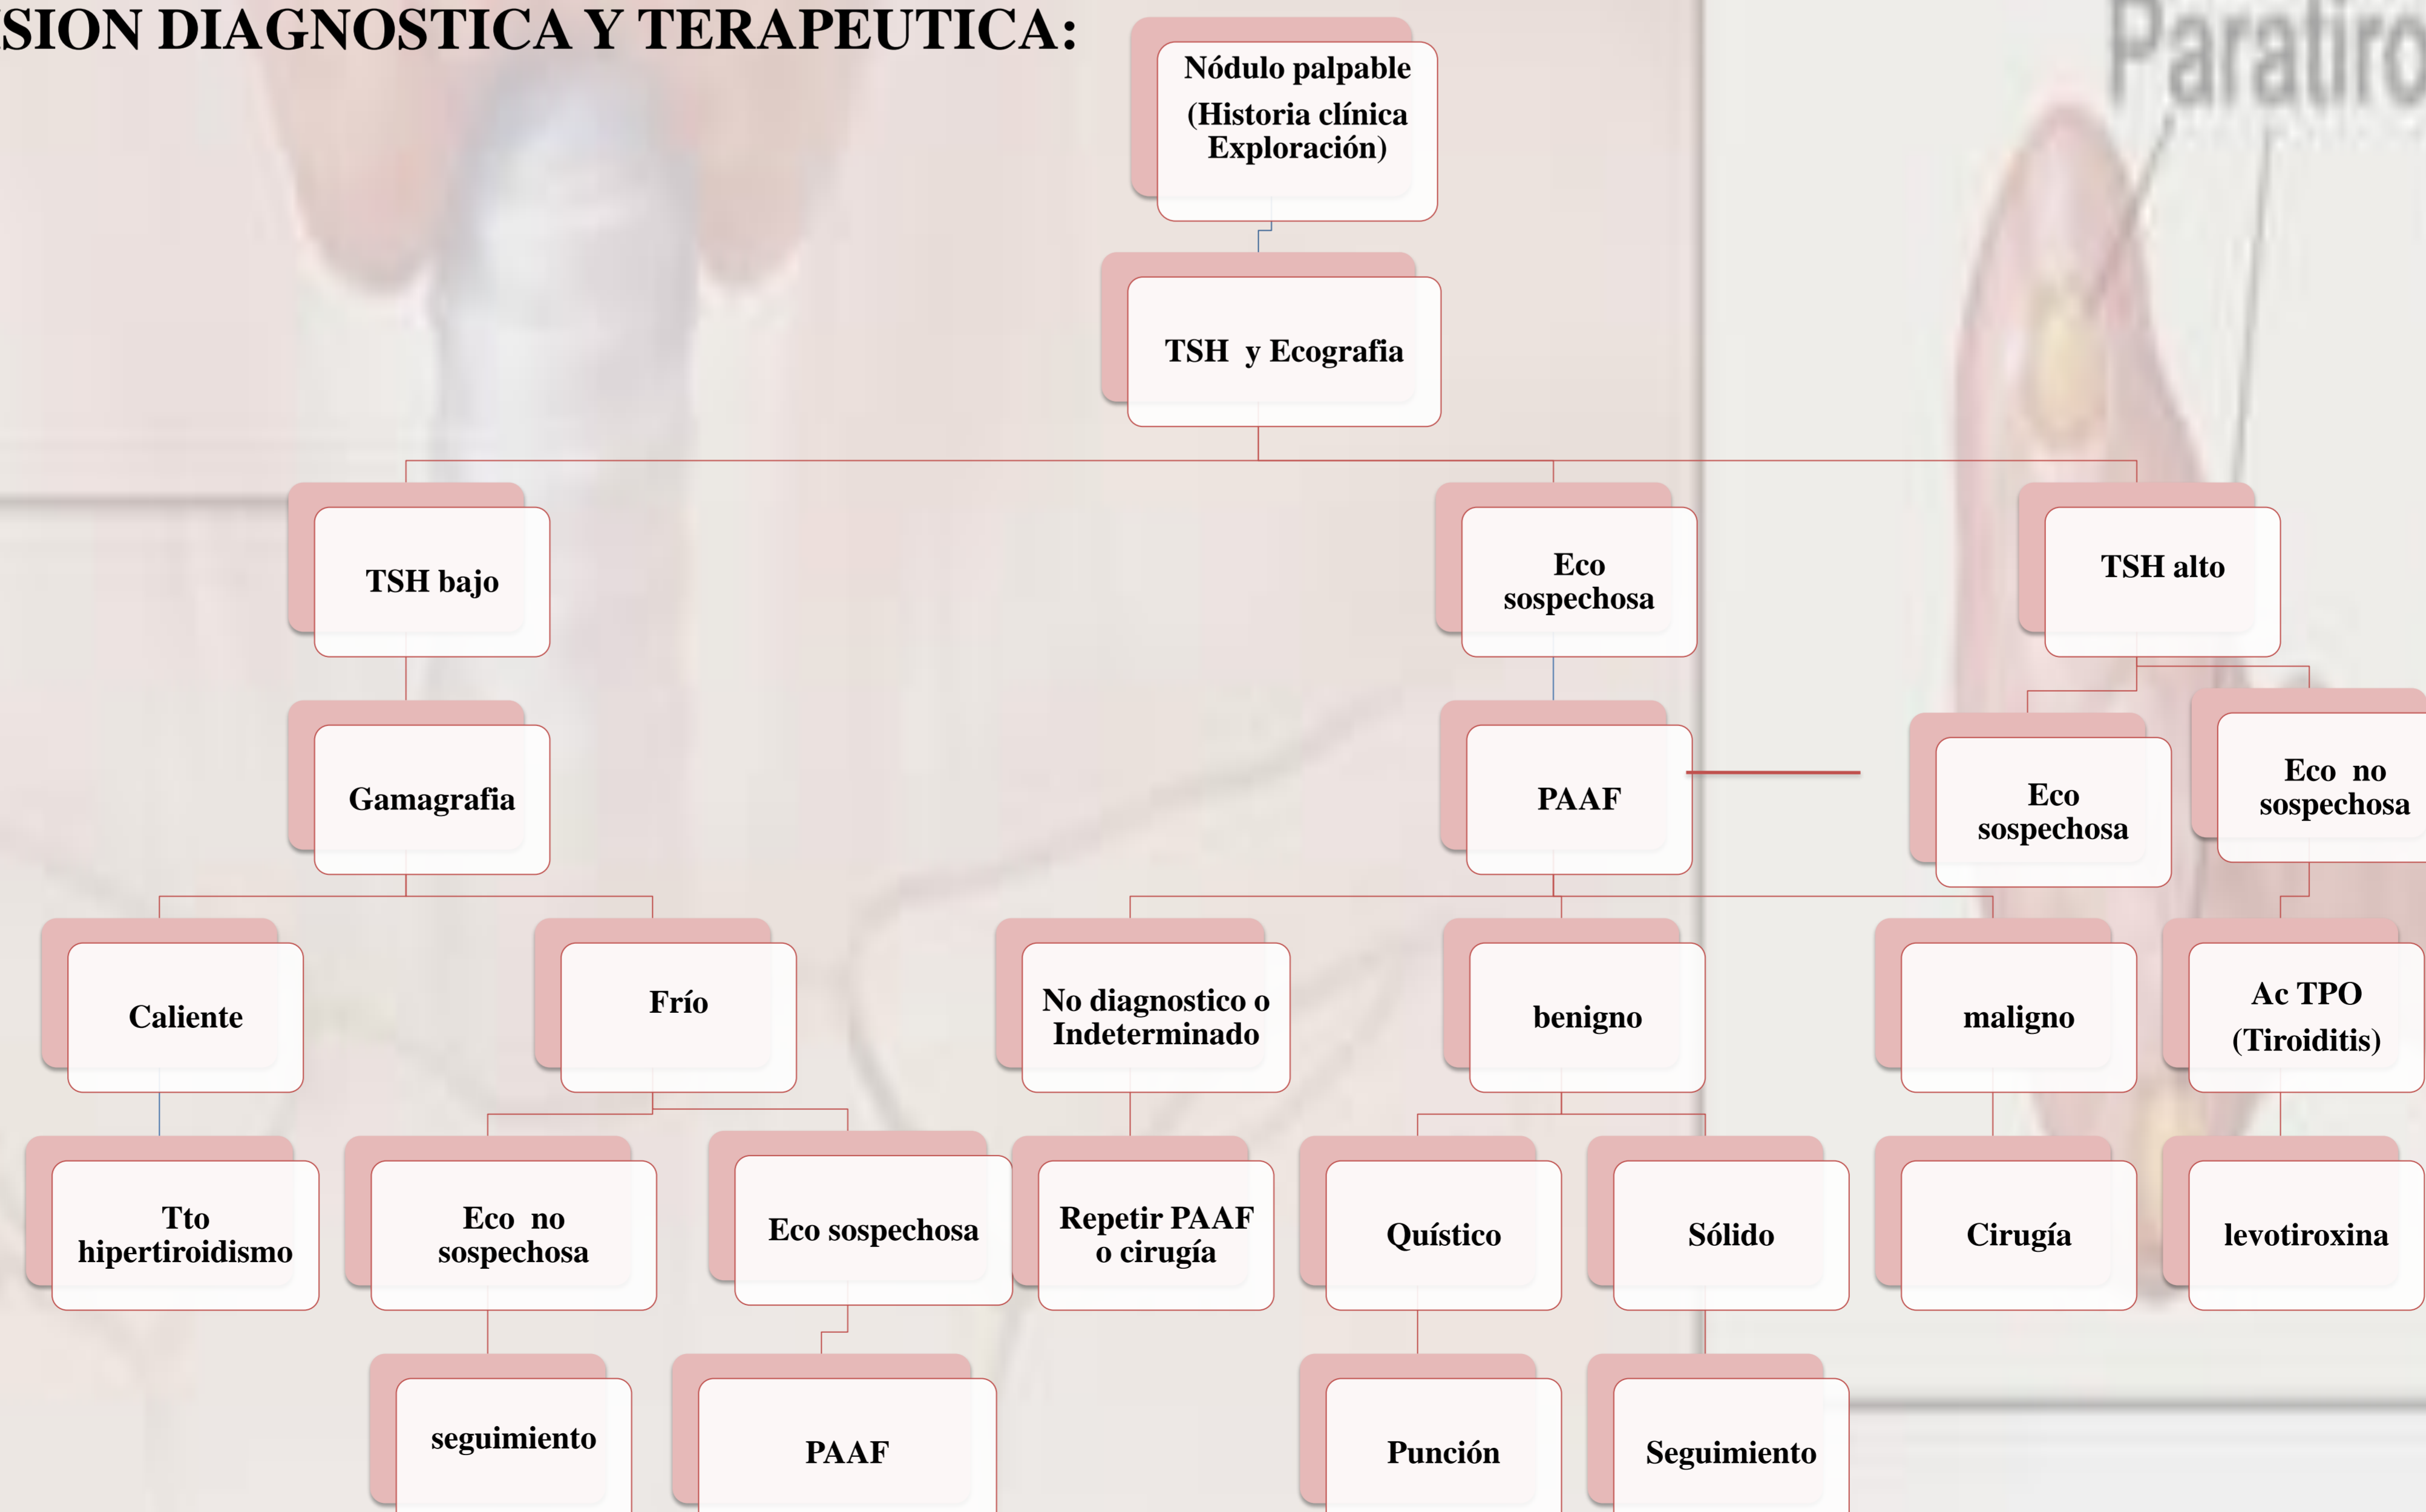 SION DIAGNOSTICA Y TERAPEUTICA:
Paratiro
Nódulo palpable
(Historia clínica
Exploración)
TSH y Ecografia
TSH bajo
Eco
sospechosa
TSH alto
Gamagrafia
PAAF
Eco
sospechosa
Eco no
sospechosa
Caliente
Frío
No diagnostico o
Indeterminado
benigno
maligno
Ac TPO
(Tiroiditis)
Tto
hipertiroidismo
Eco no
sospechosa
Eco sospechosa
Repetir PAAF
o cirugía
Quístico
Sólido
Cirugía
levotiroxina
seguimiento
PAAF
Punción
Seguimiento